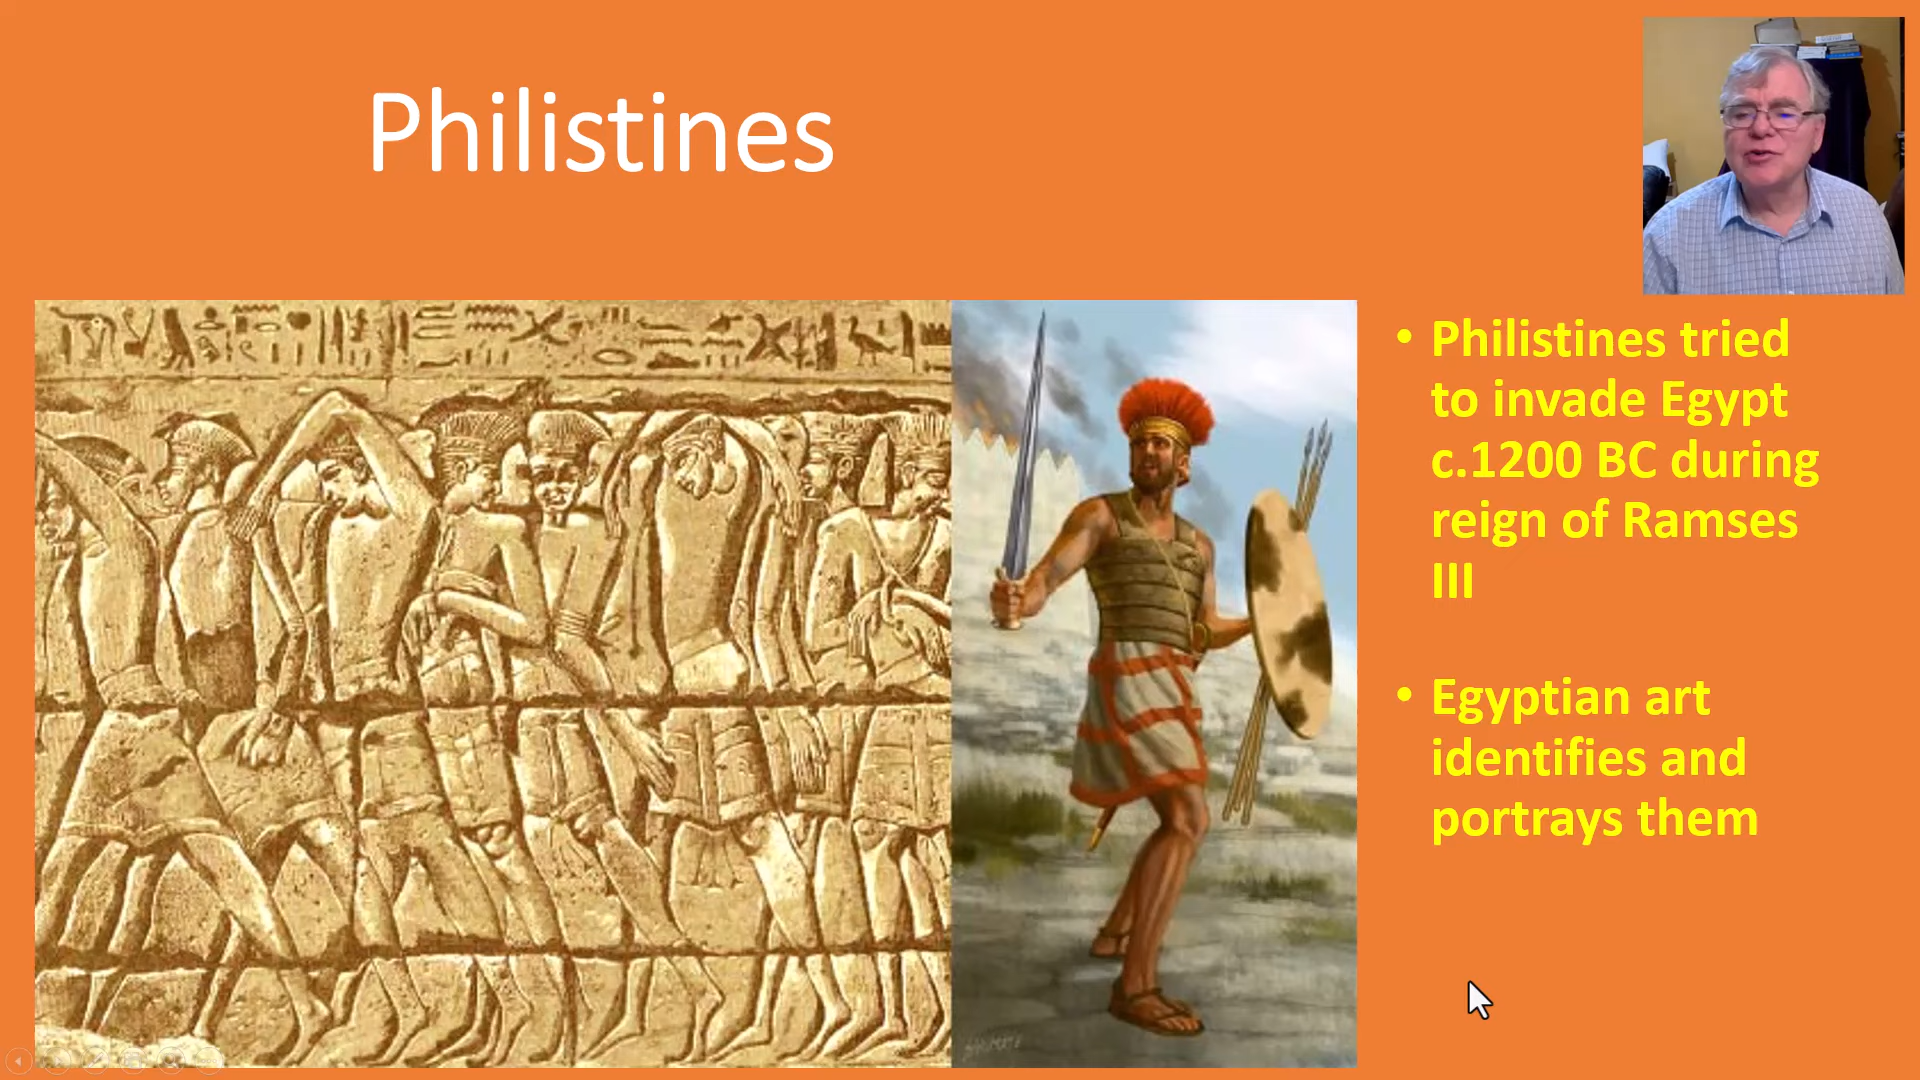 Philistines
• Philistines tried
to invade Egypt
c.1200 BC during
reign of Ramses
III
• Egyptian art
identifies and
portrays them